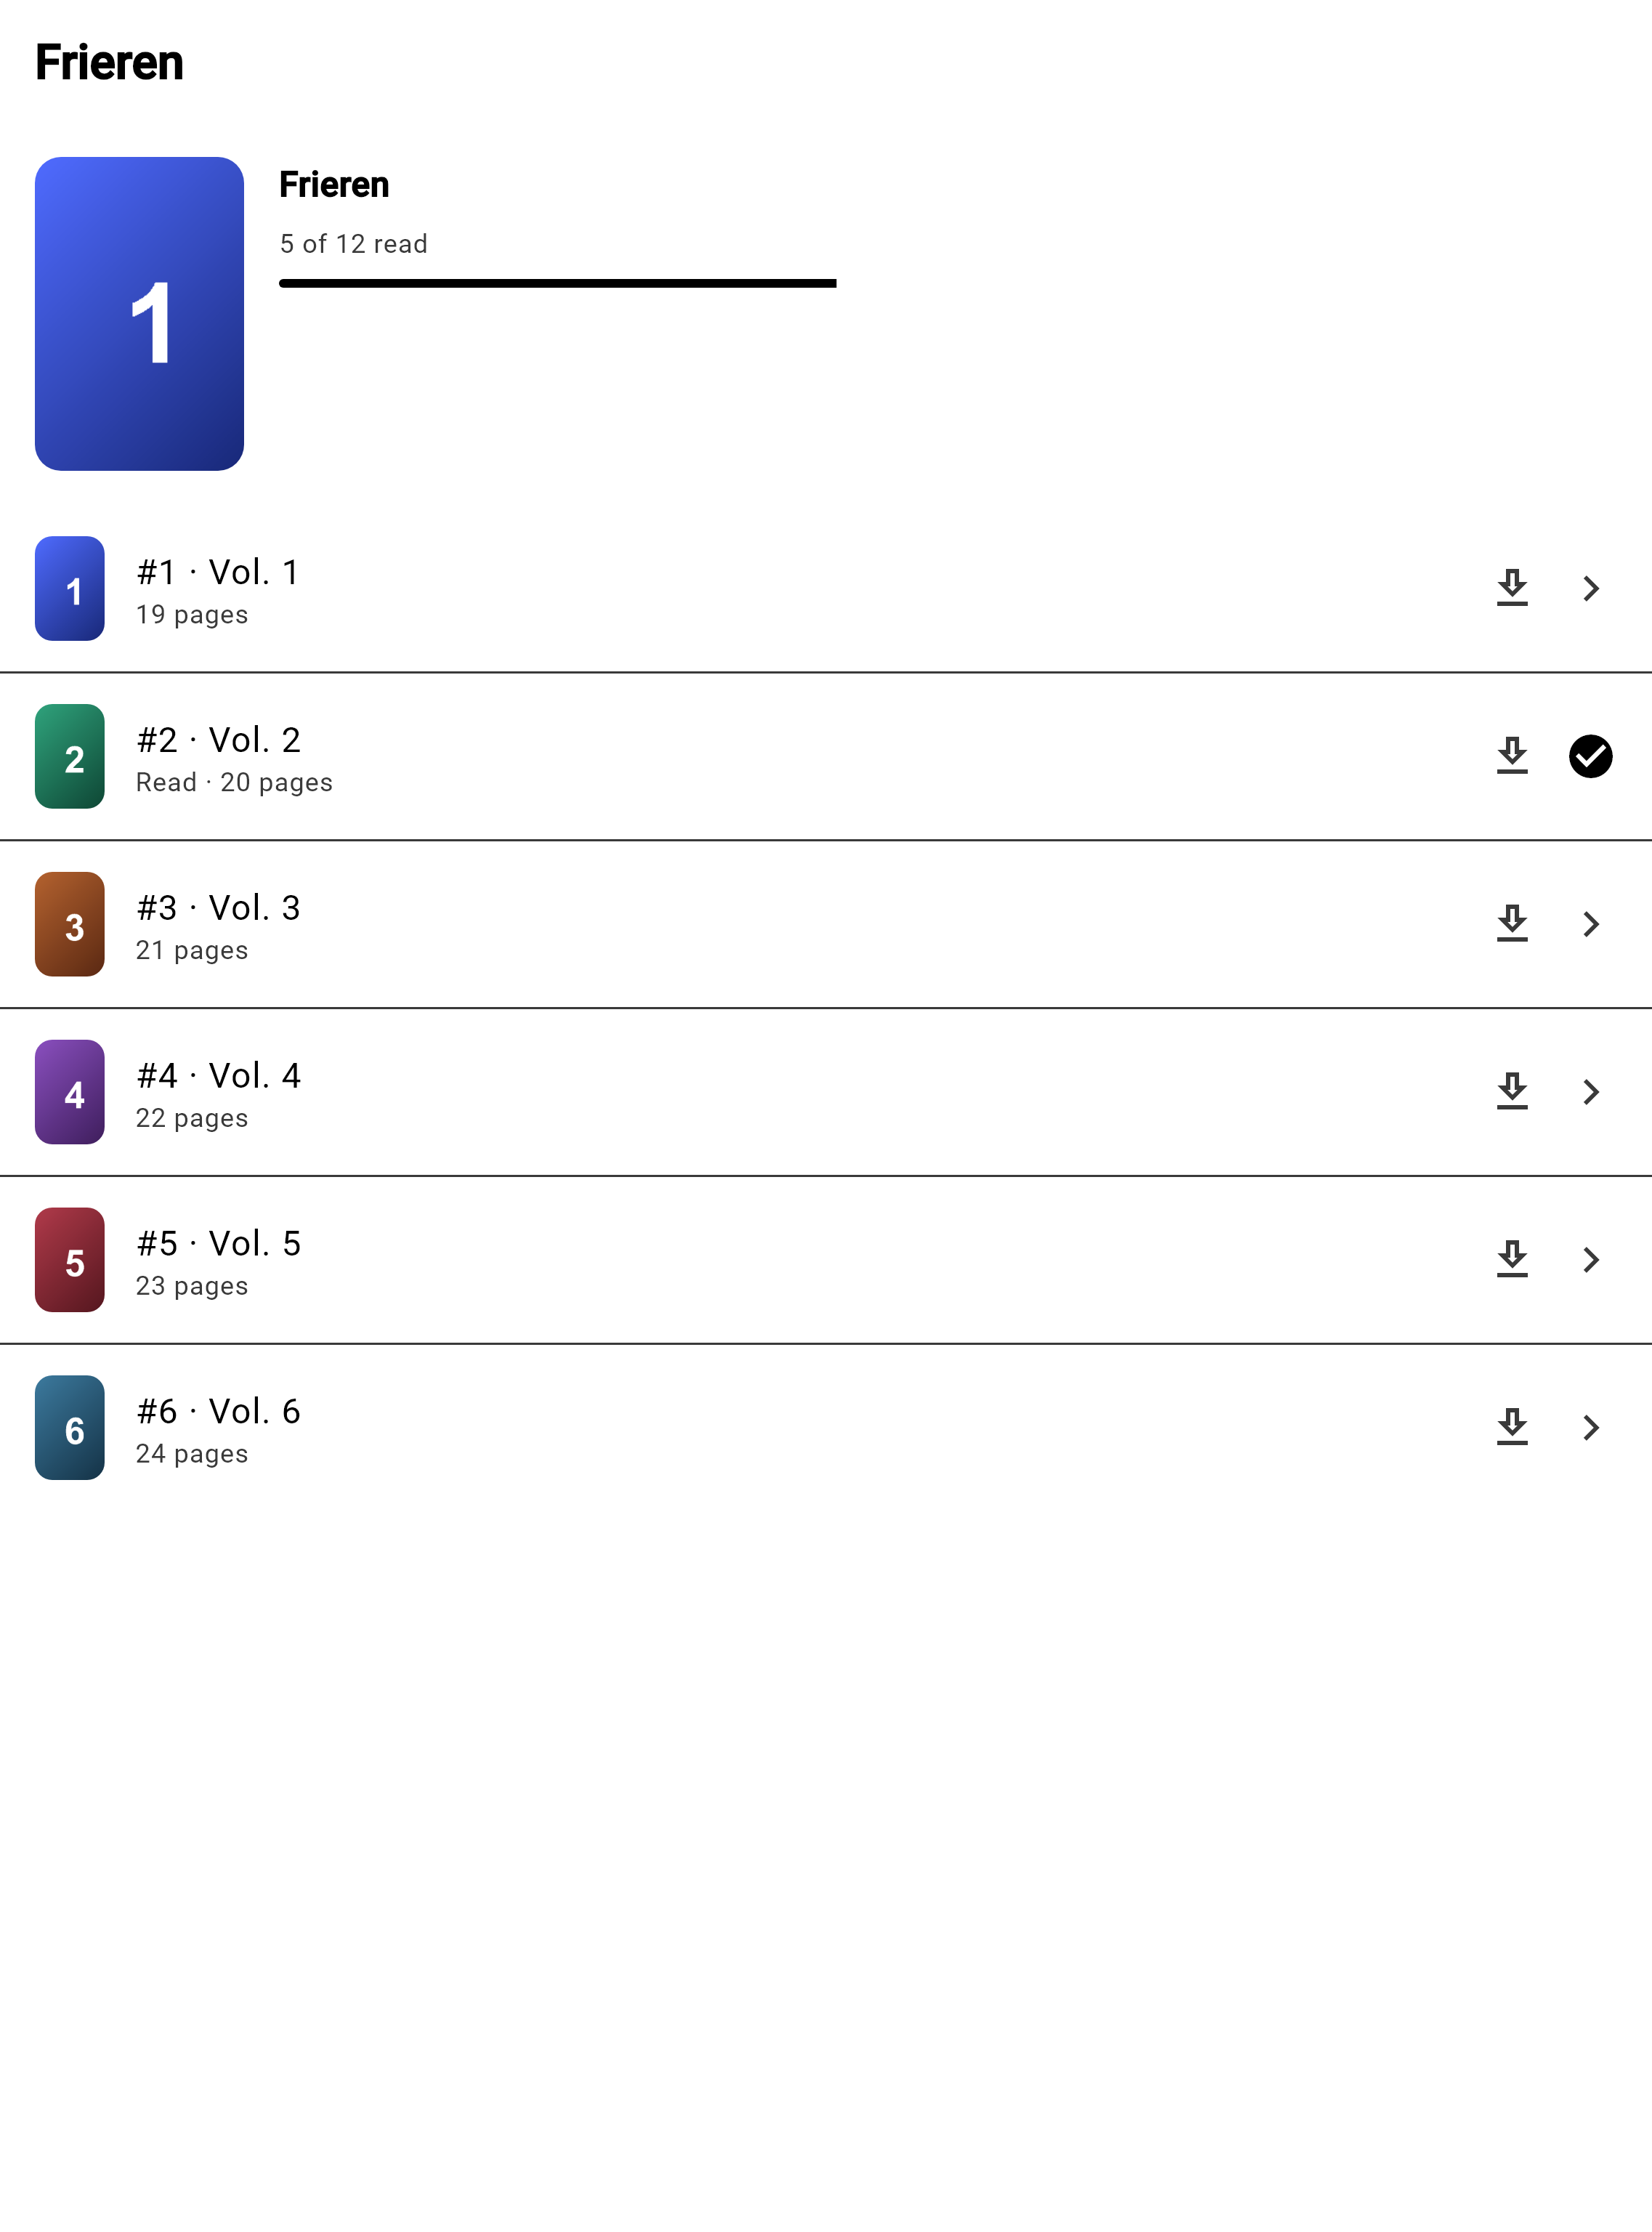 Frieren
1
Frieren
5 of 12 read
1
#1 · Vol. 1
19 pages
2
#2 · Vol. 2
Read · 20 pages
3
#3 · Vol. 3
21 pages
4
#4 · Vol. 4
22 pages
5
#5 · Vol. 5
23 pages
6
#6 · Vol. 6
24 pages